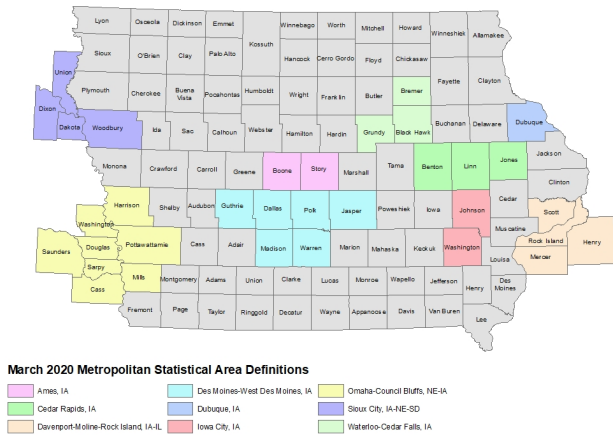 Lyon Osceola Dickinson Emmet Winnebago Worth Mitchell Howard Winneshiek Allamakee
Kossuth
Sioux O'Brien Clay Palo Alto Hancock Cerro Gordo Floyd Chickasaw
Union Fayette Clayton
Plymouth Cherokee Buena Vista Pocahontas Humboldt Wright Franklin Butler Bremer
Dixon Dakota Woodbury Ida Sac Calhoun Webster Hamilton Hardin Grundy Black Hawk Buchanan Delaware Dubuque
Monona Crawford Carroll Greene Boone Story Marshall Tama Benton Linn Jones Jackson
Clinton
Harrison Shelby Audubon Guthrie Dallas Polk Jasper Poweshiek Iowa Johnson Cedar Scott
Washington Muscatine
Saunders Douglas Pottawattamie Cass Adair Madison Warren Marion Mahaska Keokuk Washington Rock Island Henry
Sarpy Louisa Mercer
Cass Mills Montgomery Adams Union Clarke Lucas Monroe Wapello Jefferson Henry Des Moines
Fremont Page Taylor Ringgold Decatur Wayne Appanoose Davis Van Buren Lee
March 2020 Metropolitan Statistical Area Definitions
Ames, IA Des Moines-West Des Moines, IA Omaha-Council Bluffs, NE-IA
Cedar Rapids, IA Dubuque, IA Sioux City, IA-NE-SD
Davenport-Moline-Rock Island, IA-IL Iowa City, IA Waterloo-Cedar Falls, IA